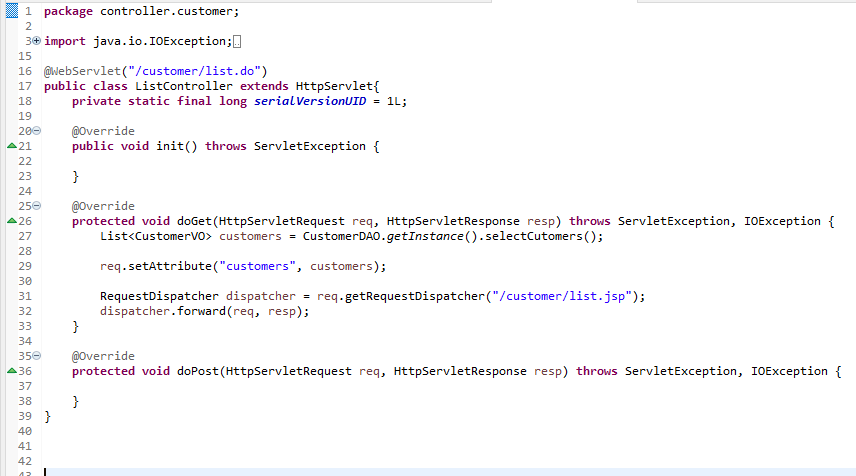 1 package controller.customer;
2
3 import java.io.IOException;
15
16 @WebServlet("/customer/list.do")
17 public class ListController extends HttpServlet{
18 private static final long serialVersionUID = 1L;
19
20 @Override
21 public void init() throws ServletException {
22
23 }
24
25 @Override
26 protected void doGet(HttpServletRequest req, HttpServletResponse resp) throws ServletException, IOException {
27 List<CustomerVO> customers = CustomerDAO.getInstance().selectCutomers();
28
29 req.setAttribute("customers", customers);
30
31 RequestDispatcher dispatcher = req.getRequestDispatcher("/customer/list.jsp");
32 dispatcher.forward(req, resp);
33 }
34
35 @Override
36 protected void doPost(HttpServletRequest req, HttpServletResponse resp) throws ServletException, IOException {
37
38 }
39 }
40
41
42
43